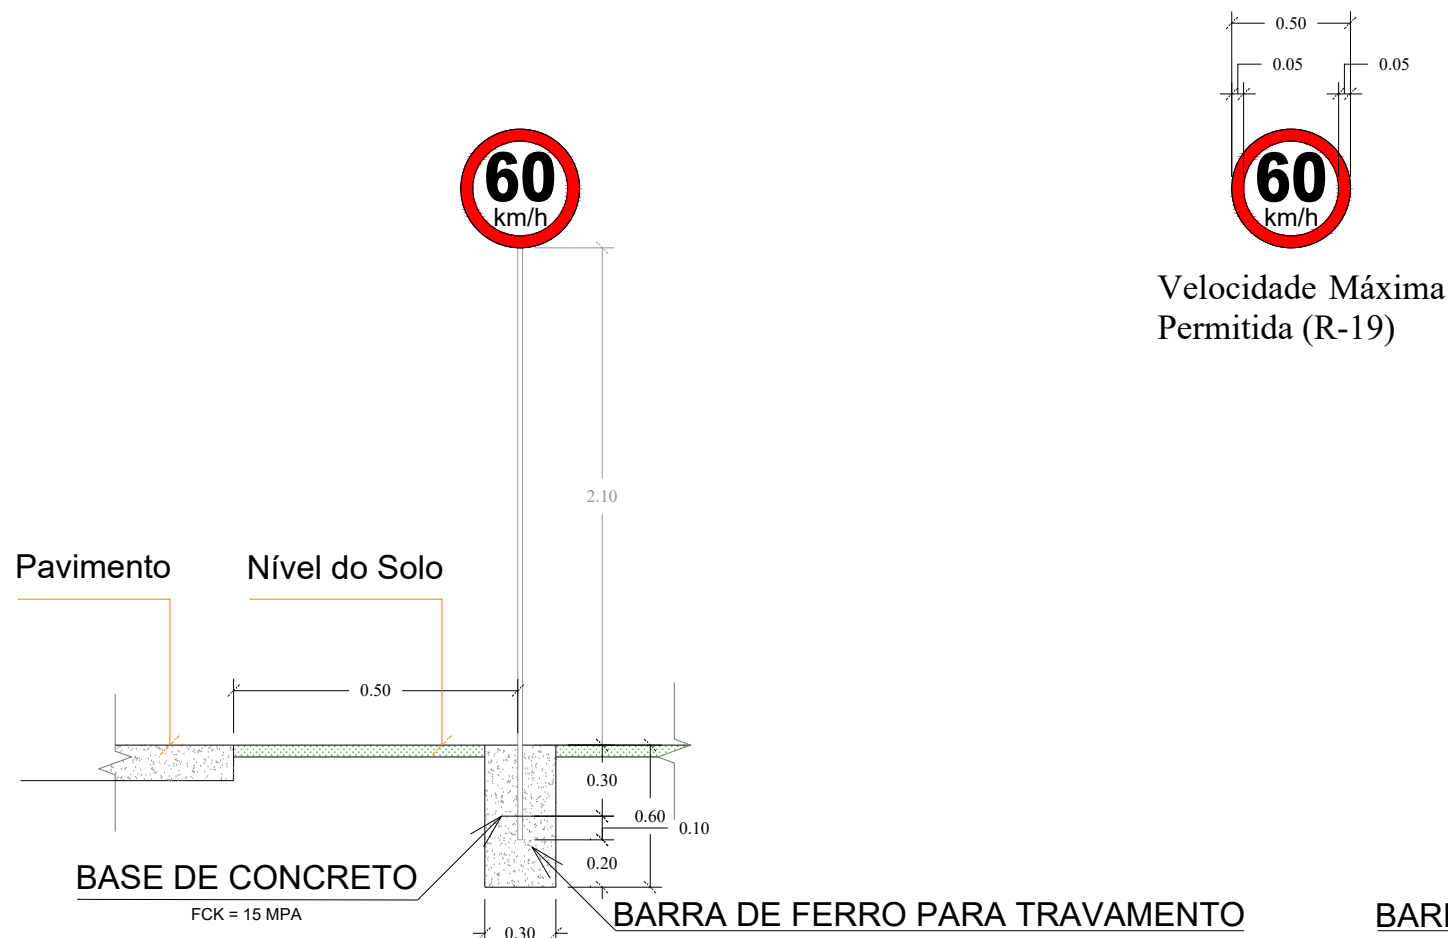 0.50
0.05
0.05
60
km/h
60
km/h
Velocidade Máxima
Permitida (R-19)
2.10
Pavimento
Nível do Solo
0.50
0.30
0.60
0.10
0.20
BASE DE CONCRETO
FCK = 15 MPA
BARRA DE FERRO PARA TRAVAMENTO
0.30